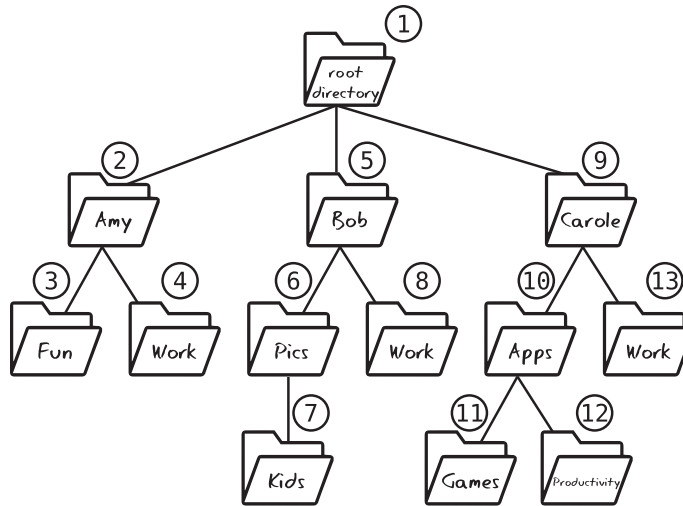 1
root
directory
2
5
9
Amy
Bob
Carole
3
4
6
8
10
13
Fun
Work
Pics
Work
Apps
Work
7
11
12
Kids
Games
Productivity